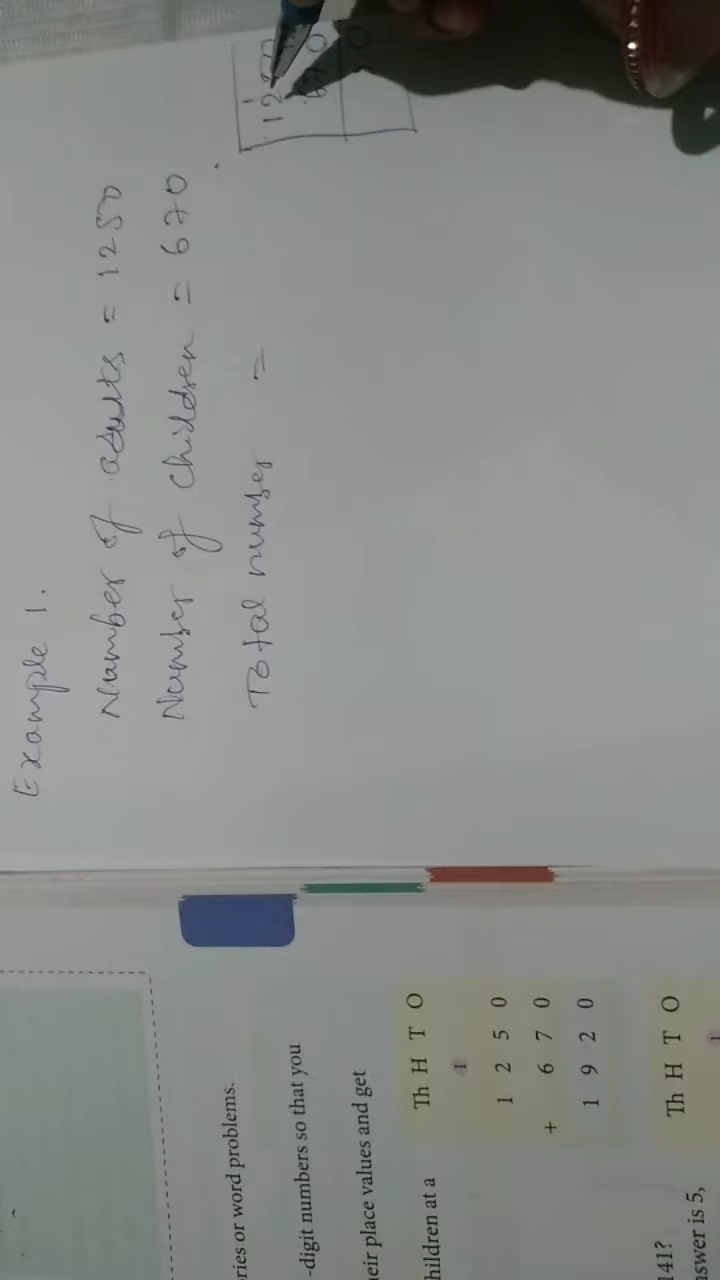 Example 1.
Number of adults = 1250
Number of children = 670
Total number =
ries or word problems.
-digit numbers so that you
eir place values and get
hildren at a
Th H T O
1
1 2 5 0
+ 6 7 0
1 9 2 0
Th H T O
41?
swer is 5,